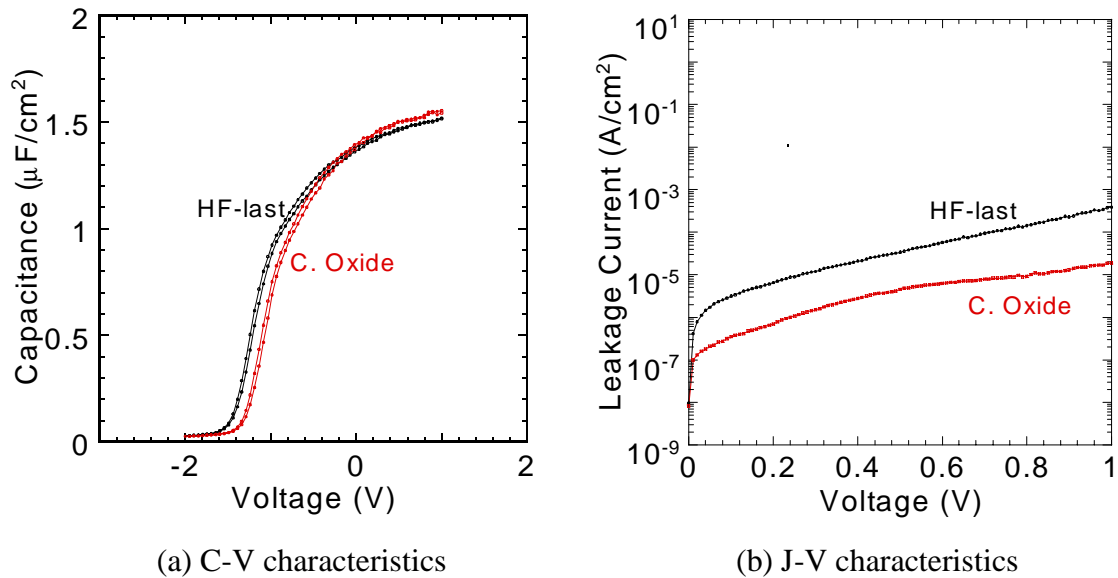 2
1.5
1
0.5
0
-2
0
2
Capacitance (μF/cm²)
Voltage (V)
HF-last
C. Oxide
(a) C-V characteristics
10¹
10⁻¹
10⁻³
10⁻⁵
10⁻⁷
10⁻⁹
0
0.2
0.4
0.6
0.8
1
Leakage Current (A/cm²)
Voltage (V)
HF-last
C. Oxide
(b) J-V characteristics